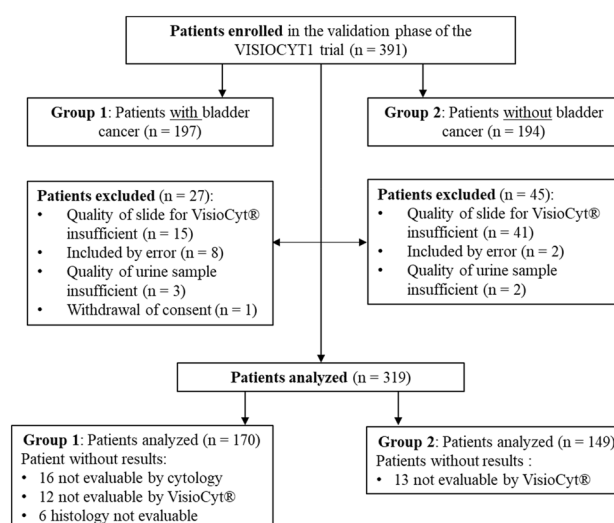 Patients enrolled in the validation phase of the
VISIOCYT1 trial (n = 391)
Group 1: Patients with bladder
cancer (n = 197)
Group 2: Patients without bladder
cancer (n = 194)
Patients excluded (n = 27):
• Quality of slide for VisioCyt®
insufficient (n = 15)
• Included by error (n = 8)
• Quality of urine sample
insufficient (n = 3)
• Withdrawal of consent (n = 1)
Patients excluded (n = 45):
• Quality of slide for VisioCyt®
insufficient (n = 41)
• Included by error (n = 2)
• Quality of urine sample
insufficient (n = 2)
Patients analyzed (n = 319)
Group 1: Patients analyzed (n = 170)
Patient without results:
• 16 not evaluable by cytology
• 12 not evaluable by VisioCyt®
• 6 histology not evaluable
Group 2: Patients analyzed (n = 149)
Patients without results :
• 13 not evaluable by VisioCyt®